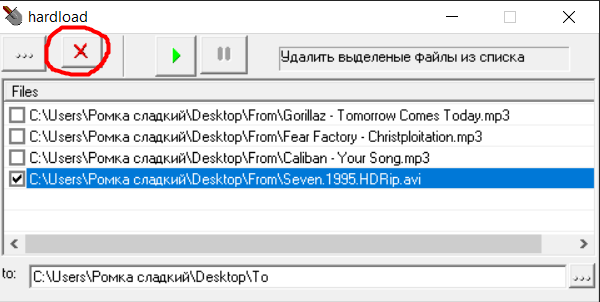 hardload
...
Удалить выделеные файлы из списка
Files
C:\Users\Ромка сладкий\Desktop\From\Gorillaz - Tomorrow Comes Today.mp3
C:\Users\Ромка сладкий\Desktop\From\Fear Factory - Christploitation.mp3
C:\Users\Ромка сладкий\Desktop\From\Caliban - Your Song.mp3
C:\Users\Ромка сладкий\Desktop\From\Seven.1995.HDRip.avi
to: C:\Users\Ромка сладкий\Desktop\To ...